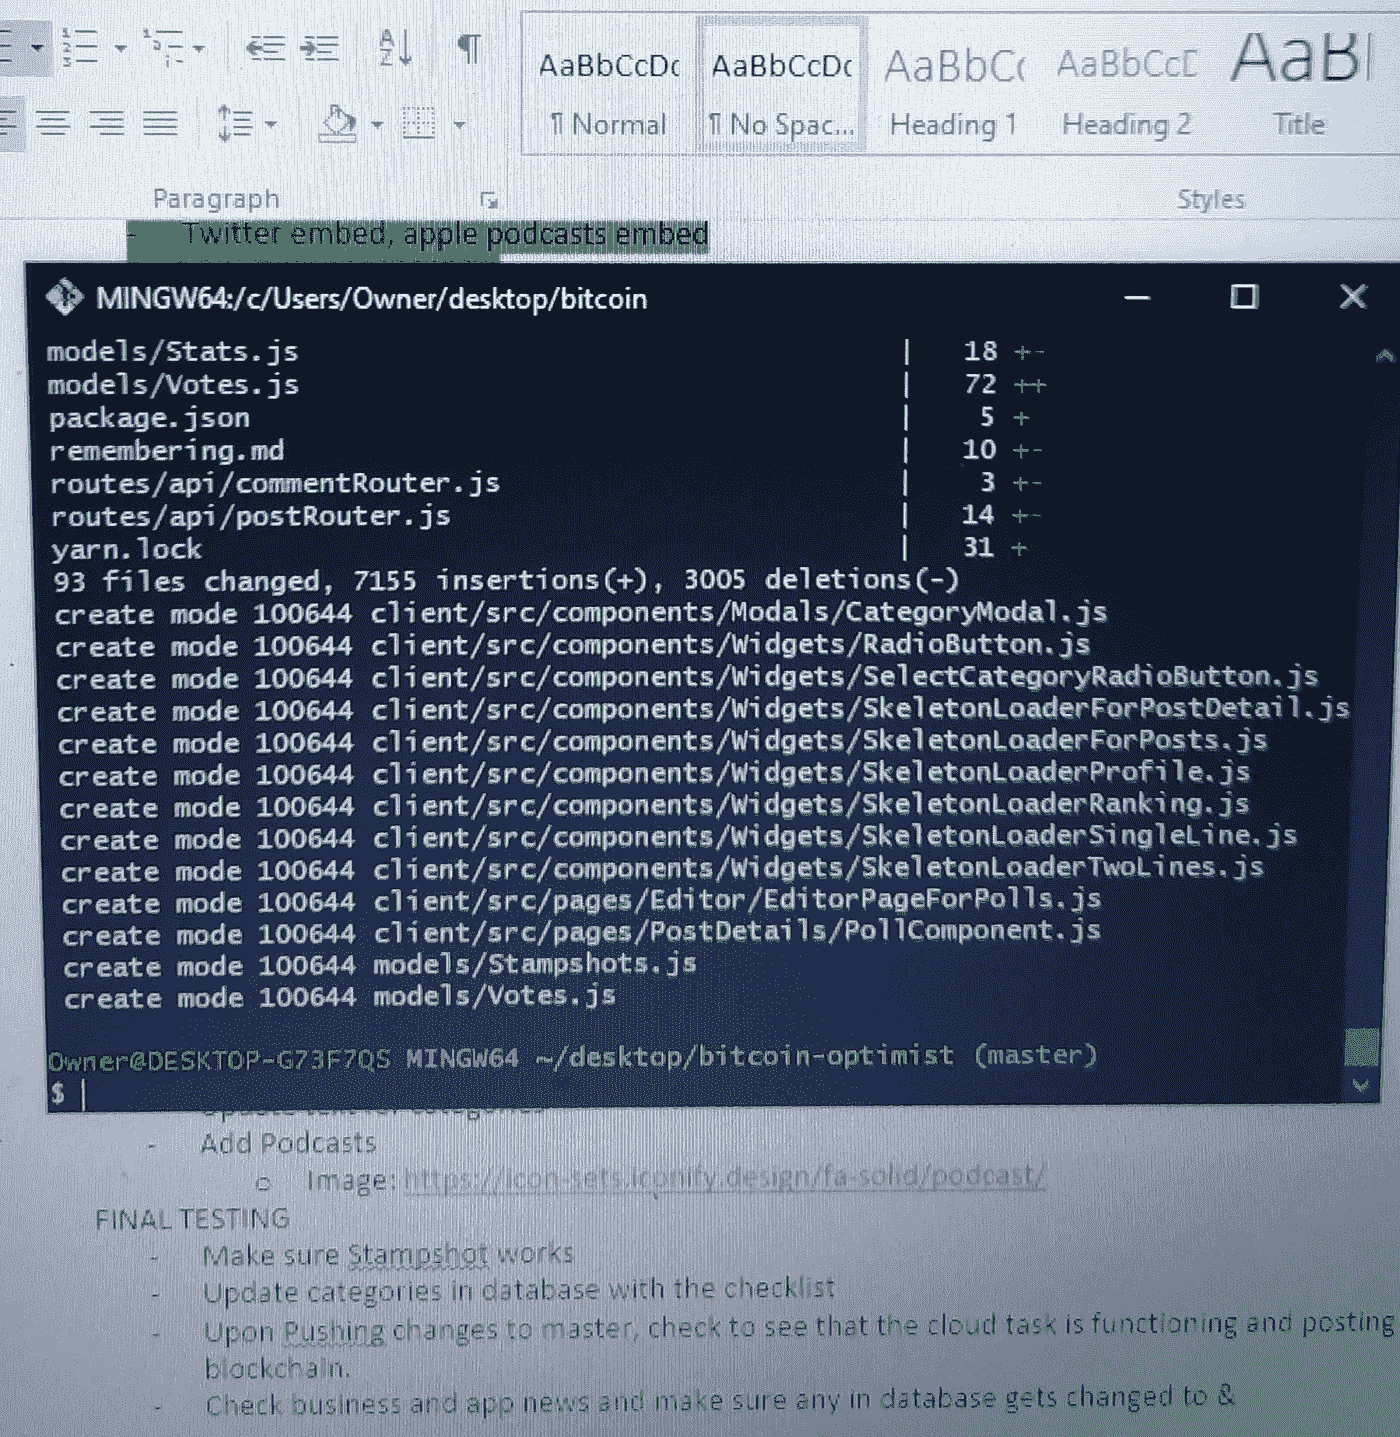 AaBbCcDc AaBbCcDc AaBbC( AaBbCcE AaB
¶ Normal ¶ No Spac... Heading 1 Heading 2 Title
Paragraph Styles
- Twitter embed, apple podcasts embed
MINGW64:/c/Users/Owner/desktop/bitcoin
models/Stats.js | 18 +-
models/Votes.js | 72 ++
package.json | 5 +
remembering.md | 10 +-
routes/api/commentRouter.js | 3 +-
routes/api/postRouter.js | 14 +-
yarn.lock | 31 +
93 files changed, 7155 insertions(+), 3005 deletions(-)
create mode 100644 client/src/components/Modals/CategoryModal.js
create mode 100644 client/src/components/Widgets/RadioButton.js
create mode 100644 client/src/components/Widgets/SelectCategoryRadioButton.js
create mode 100644 client/src/components/Widgets/SkeletonLoaderForPostDetail.js
create mode 100644 client/src/components/Widgets/SkeletonLoaderForPosts.js
create mode 100644 client/src/components/Widgets/SkeletonLoaderProfile.js
create mode 100644 client/src/components/Widgets/SkeletonLoaderRanking.js
create mode 100644 client/src/components/Widgets/SkeletonLoaderSingleLine.js
create mode 100644 client/src/components/Widgets/SkeletonLoaderTwoLines.js
create mode 100644 client/src/pages/Editor/EditorPageForPolls.js
create mode 100644 client/src/pages/PostDetails/PollComponent.js
create mode 100644 models/Stampshots.js
create mode 100644 models/Votes.js
Owner@DESKTOP-G73F7QS MINGW64 ~/desktop/bitcoin-optimist (master)
$
- Add Podcasts
o Image: https://icon-sets.iconify.design/fa-solid/podcast/
FINAL TESTING
- Make sure Stampshot works
- Update categories in database with the checklist
- Upon Pushing changes to master, check to see that the cloud task is functioning and posting
blockchain.
- Check business and app news and make sure any in database gets changed to &